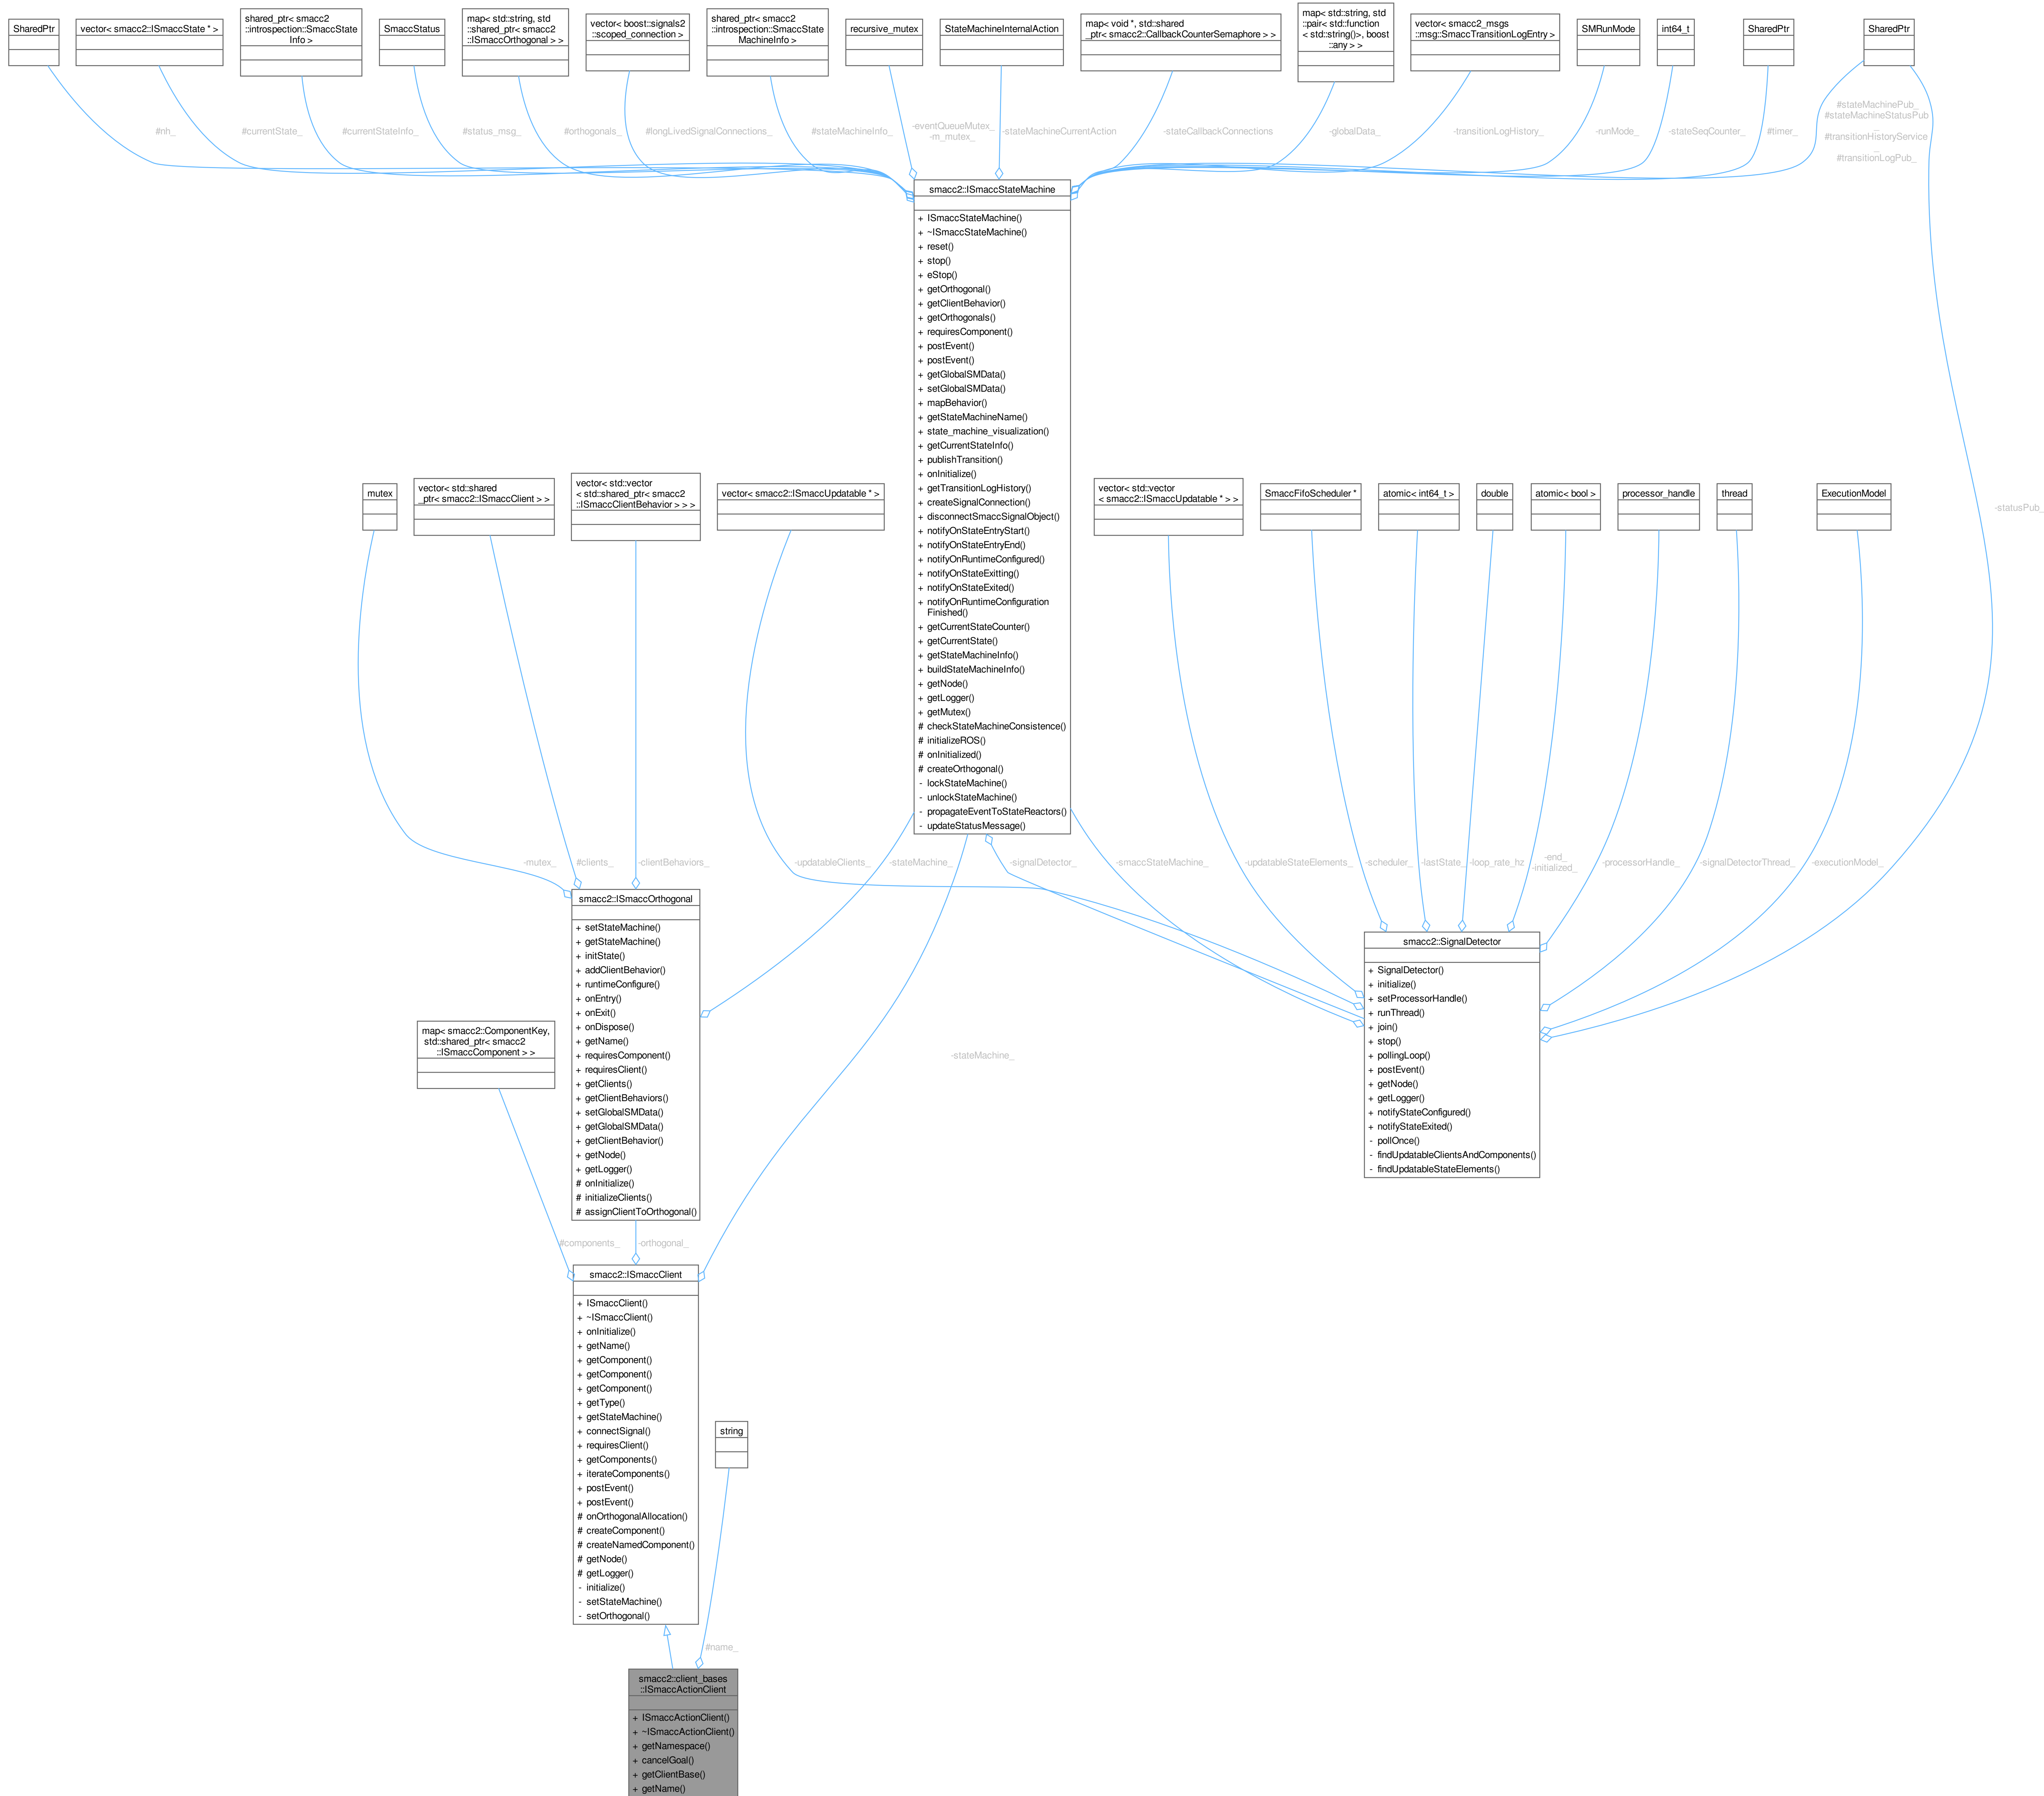 SharedPtr
vector< smacc2::ISmaccState * >
shared_ptr< smacc2
::introspection::SmaccState
Info >
SmaccStatus
map< std::string, std
::shared_ptr< smacc2
::ISmaccOrthogonal > >
vector< boost::signals2
::scoped_connection >
shared_ptr< smacc2
::introspection::SmaccState
MachineInfo >
recursive_mutex
StateMachineInternalAction
map< void *, std::shared
_ptr< smacc2::CallbackCounterSemaphore > >
map< std::string, std
::pair< std::function
< std::string()>, boost
::any > >
vector< smacc2_msgs
::msg::SmaccTransitionLogEntry >
SMRunMode
int64_t
SharedPtr
SharedPtr
#nh_
#currentState_
#currentStateInfo_
#status_msg_
#orthogonals_
#longLivedSignalConnections_
#stateMachineInfo_
-eventQueueMutex_
-m_mutex_
-stateMachineCurrentAction
-stateCallbackConnections
-globalData_
-transitionLogHistory_
-runMode_
-stateSeqCounter_
#timer_
#stateMachinePub_
#stateMachineStatusPub
_
#transitionHistoryService
_
#transitionLogPub_
smacc2::ISmaccStateMachine
+ ISmaccStateMachine()
+ ~ISmaccStateMachine()
+ reset()
+ stop()
+ eStop()
+ getOrthogonal()
+ getClientBehavior()
+ getOrthogonals()
+ requiresComponent()
+ postEvent()
+ postEvent()
+ getGlobalSMData()
+ setGlobalSMData()
+ mapBehavior()
+ getStateMachineName()
+ state_machine_visualization()
+ getCurrentStateInfo()
+ publishTransition()
+ onInitialize()
+ getTransitionLogHistory()
+ createSignalConnection()
+ disconnectSmaccSignalObject()
+ notifyOnStateEntryStart()
+ notifyOnStateEntryEnd()
+ notifyOnRuntimeConfigured()
+ notifyOnStateExitting()
+ notifyOnStateExited()
+ notifyOnRuntimeConfiguration
Finished()
+ getCurrentStateCounter()
+ getCurrentState()
+ getStateMachineInfo()
+ buildStateMachineInfo()
+ getNode()
+ getLogger()
+ getMutex()
# checkStateMachineConsistence()
# initializeROS()
# onInitialized()
# createOrthogonal()
- lockStateMachine()
- unlockStateMachine()
- propagateEventToStateReactors()
- updateStatusMessage()
mutex
vector< std::shared
_ptr< smacc2::ISmaccClient > >
vector< std::vector
< std::shared_ptr< smacc2
::ISmaccClientBehavior > > >
vector< smacc2::ISmaccUpdatable * >
vector< std::vector
< smacc2::ISmaccUpdatable * > >
SmaccFifoScheduler *
atomic< int64_t >
double
atomic< bool >
processor_handle
thread
ExecutionModel
-statusPub_
-mutex_
#clients_
-clientBehaviors_
-updatableClients_
-stateMachine_
-signalDetector_
-smaccStateMachine_
-updatableStateElements_
-scheduler_
-lastState_
-loop_rate_hz
-end_
-initialized_
-processorHandle_
-signalDetectorThread_
-executionModel_
smacc2::ISmaccOrthogonal
+ setStateMachine()
+ getStateMachine()
+ initState()
+ addClientBehavior()
+ runtimeConfigure()
+ onEntry()
+ onExit()
+ onDispose()
+ getName()
+ requiresComponent()
+ requiresClient()
+ getClients()
+ getClientBehaviors()
+ setGlobalSMData()
+ getGlobalSMData()
+ getClientBehavior()
+ getNode()
+ getLogger()
# onInitialize()
# initializeClients()
# assignClientToOrthogonal()
smacc2::SignalDetector
+ SignalDetector()
+ initialize()
+ setProcessorHandle()
+ runThread()
+ join()
+ stop()
+ pollingLoop()
+ postEvent()
+ getNode()
+ getLogger()
+ notifyStateConfigured()
+ notifyStateExited()
- pollOnce()
- findUpdatableClientsAndComponents()
- findUpdatableStateElements()
map< smacc2::ComponentKey,
std::shared_ptr< smacc2
::ISmaccComponent > >
-stateMachine_
#components_
-orthogonal_
smacc2::ISmaccClient
+ ISmaccClient()
+ ~ISmaccClient()
+ onInitialize()
+ getName()
+ getComponent()
+ getComponent()
+ getComponent()
+ getType()
+ getStateMachine()
+ connectSignal()
+ requiresClient()
+ getComponents()
+ iterateComponents()
+ postEvent()
+ postEvent()
# onOrthogonalAllocation()
# createComponent()
# createNamedComponent()
# getNode()
# getLogger()
- initialize()
- setStateMachine()
- setOrthogonal()
string
#name_
smacc2::client_bases
::ISmaccActionClient
+ ISmaccActionClient()
+ ~ISmaccActionClient()
+ getNamespace()
+ cancelGoal()
+ getClientBase()
+ getName()